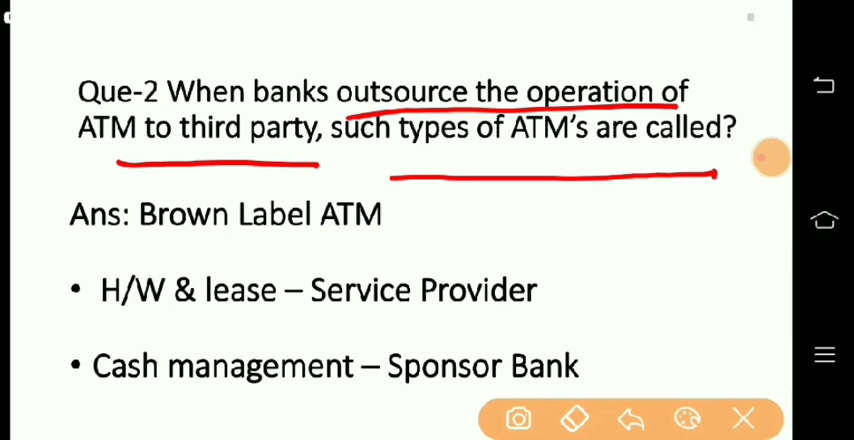 Que-2 When banks outsource the operation of
ATM to third party, such types of ATM's are called?
Ans: Brown Label ATM
• H/W & lease – Service Provider
• Cash management – Sponsor Bank